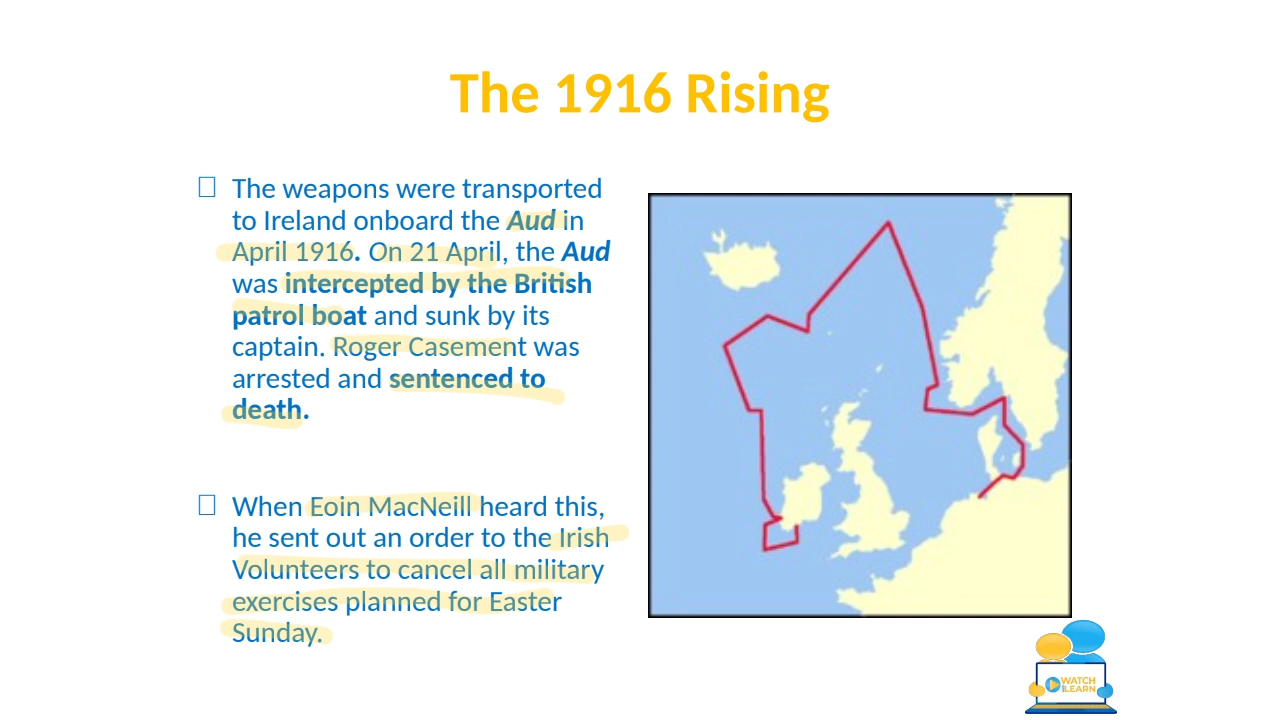 The 1916 Rising
The weapons were transported
to Ireland onboard the Aud in
April 1916. On 21 April, the Aud
was intercepted by the British
patrol boat and sunk by its
captain. Roger Casement was
arrested and sentenced to
death.
When Eoin MacNeill heard this,
he sent out an order to the Irish
Volunteers to cancel all military
exercises planned for Easter
Sunday.
WATCH
LEARN